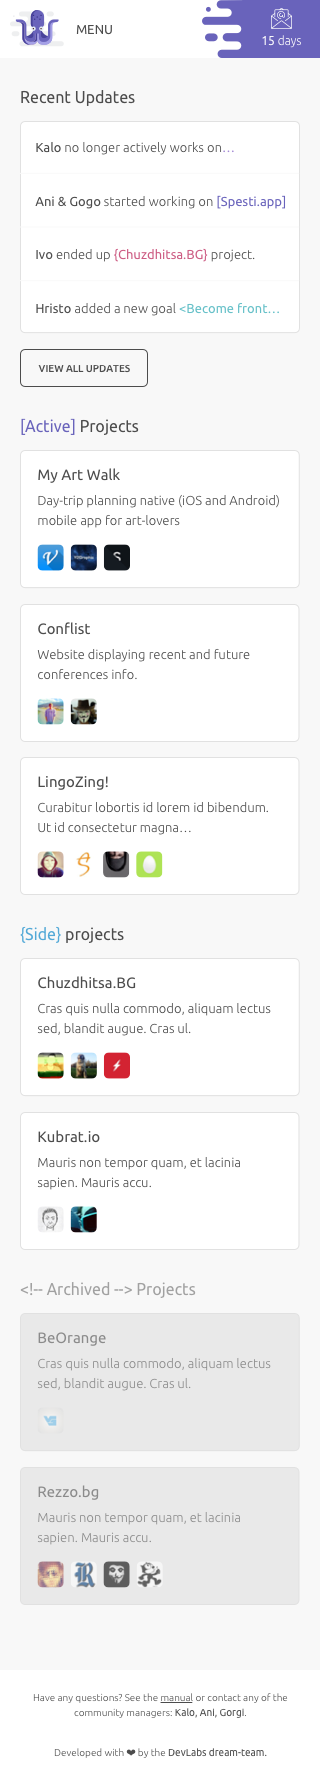 MENU
15 days
Recent Updates
Kalo no longer actively works on…
Ani & Gogo started working on [Spesti.app]
Ivo ended up {Chuzdhitsa.BG} project.
Hristo added a new goal <Become front…
VIEW ALL UPDATES
[Active] Projects
My Art Walk
Day-trip planning native (iOS and Android)
mobile app for art-lovers
Conflist
Website displaying recent and future
conferences info.
LingoZing!
Curabitur lobortis id lorem id bibendum.
Ut id consectetur magna…
{Side} projects
Chuzdhitsa.BG
Cras quis nulla commodo, aliquam lectus
sed, blandit augue. Cras ul.
Kubrat.io
Mauris non tempor quam, et lacinia
sapien. Mauris accu.
<!-- Archived --> Projects
BeOrange
Cras quis nulla commodo, aliquam lectus
sed, blandit augue. Cras ul.
Rezzo.bg
Mauris non tempor quam, et lacinia
sapien. Mauris accu.
Have any questions? See the manual or contact any of the
community managers: Kalo, Ani, Gorgi.
Developed with ❤ by the DevLabs dream-team.